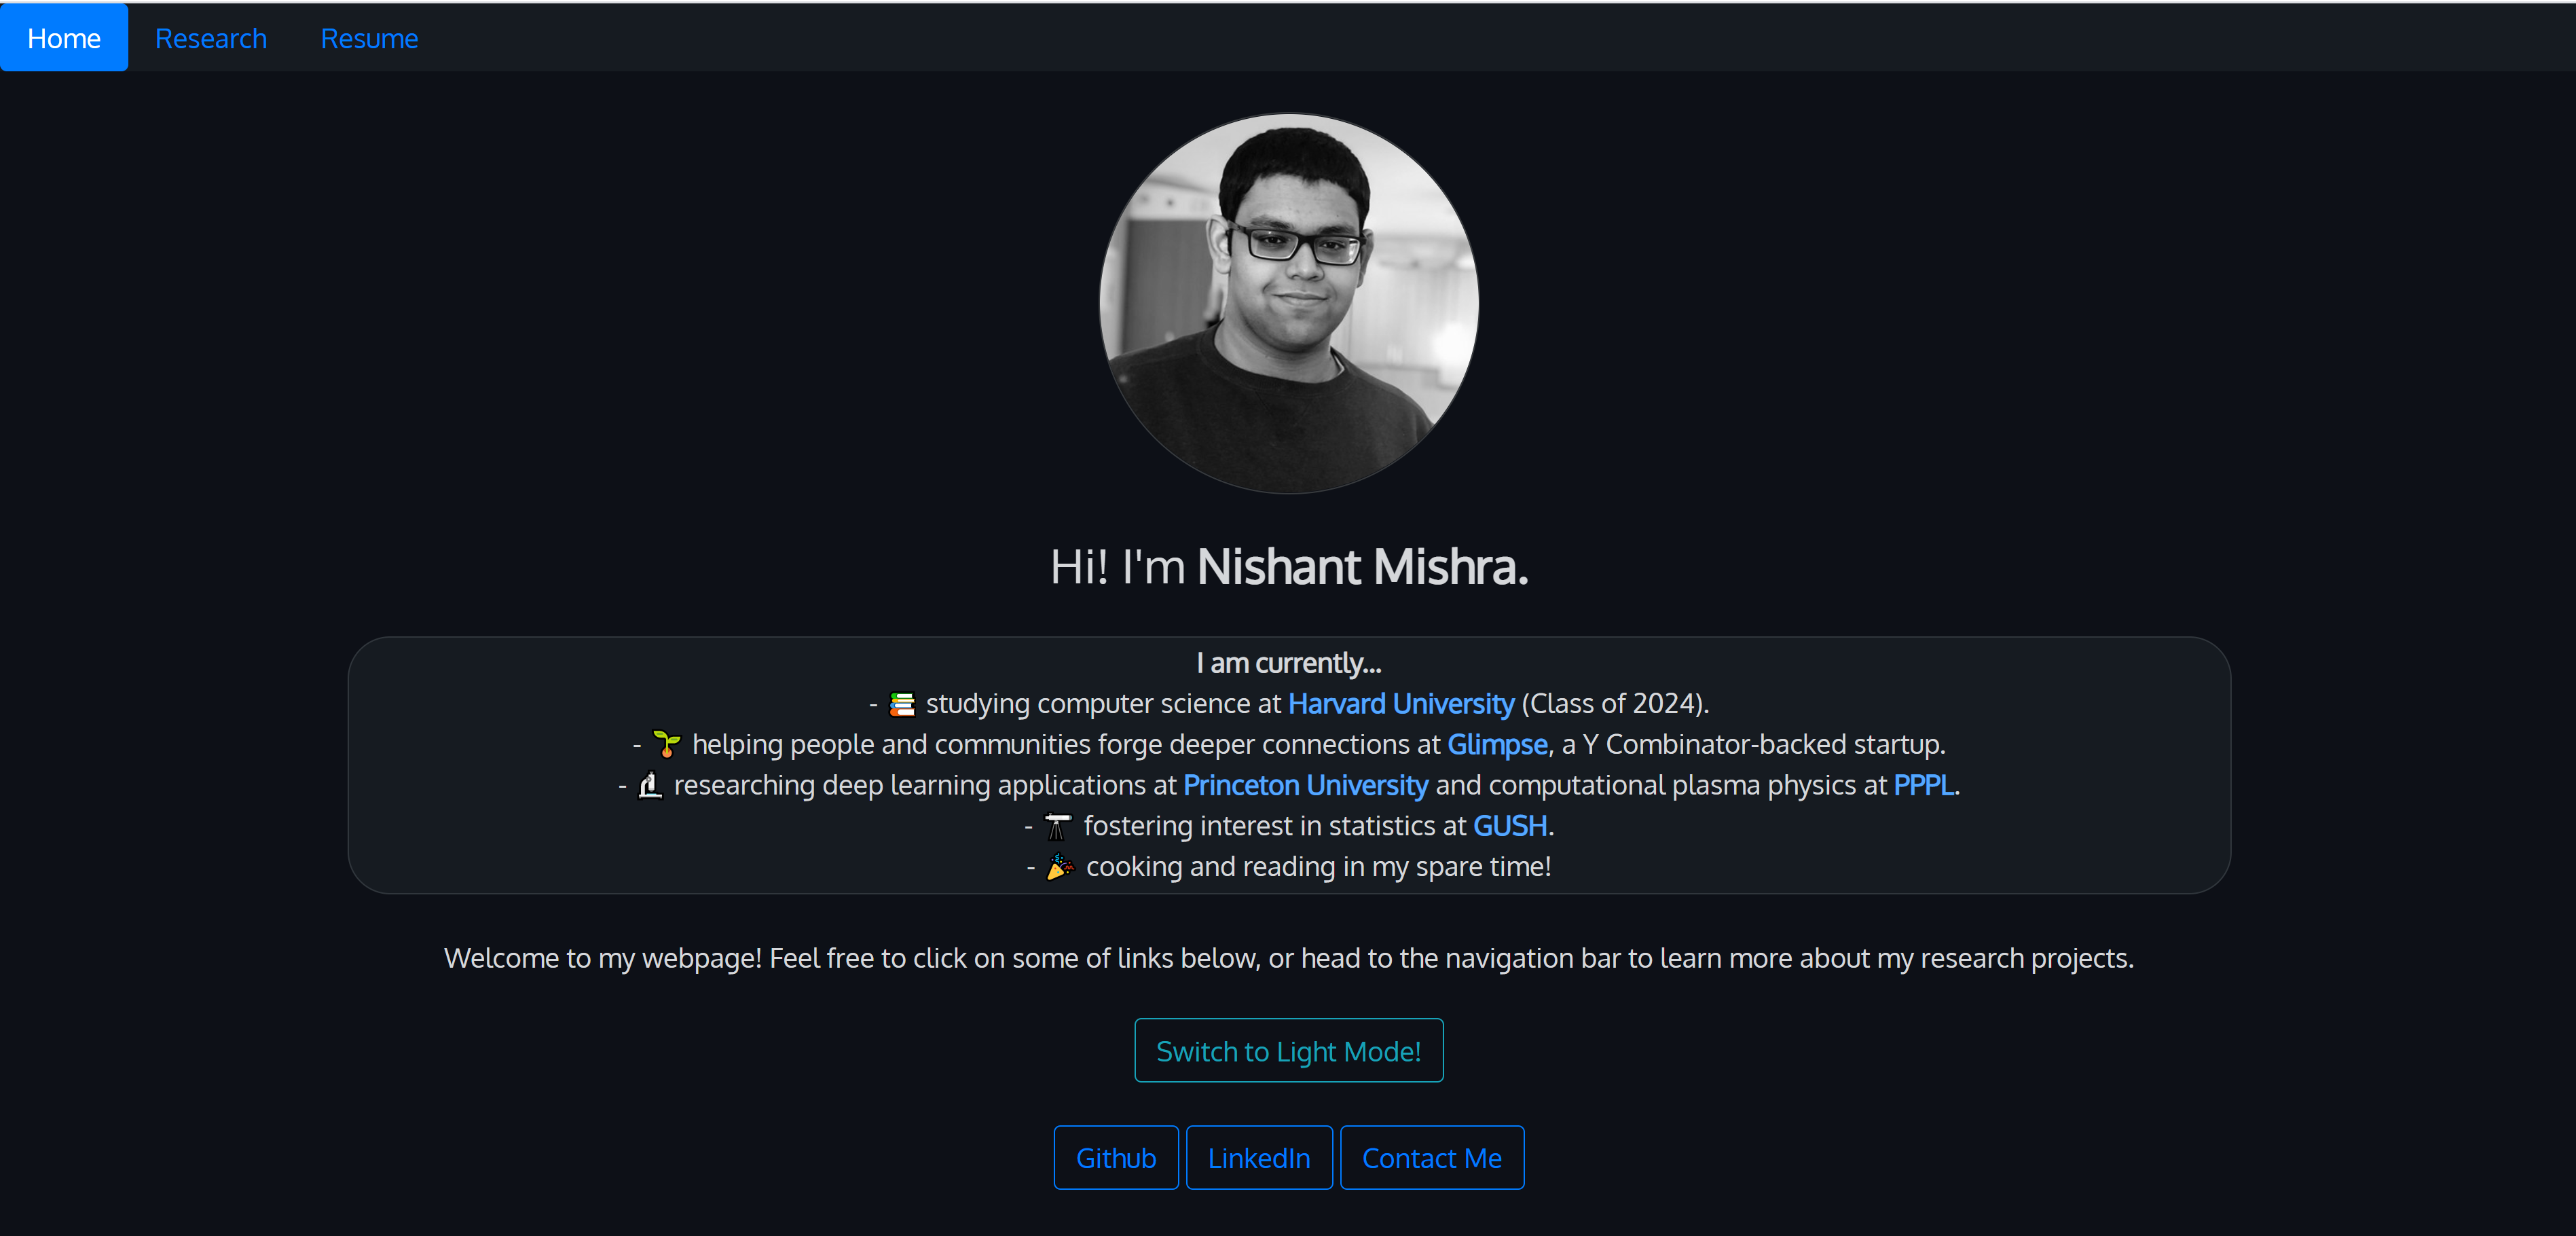 Home Research Resume
Hi! I'm Nishant Mishra.
I am currently...
- 📚 studying computer science at Harvard University (Class of 2024).
- 🌱 helping people and communities forge deeper connections at Glimpse, a Y Combinator-backed startup.
- 🔬 researching deep learning applications at Princeton University and computational plasma physics at PPPL.
- 🔭 fostering interest in statistics at GUSH.
- 🎉 cooking and reading in my spare time!
Welcome to my webpage! Feel free to click on some of links below, or head to the navigation bar to learn more about my research projects.
Switch to Light Mode!
Github LinkedIn Contact Me